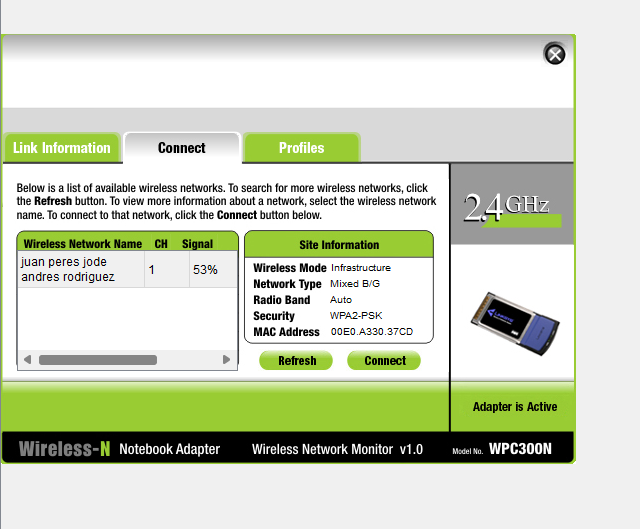 Link Information
Connect
Profiles
Below is a list of available wireless networks. To search for more wireless networks, click
the Refresh button. To view more information about a network, select the wireless network
name. To connect to that network, click the Connect button below.
2.4GHz
Wireless Network Name CH Signal
juan peres jode
andres rodriguez
1
53%
Site Information
Wireless Mode Infrastructure
Network Type Mixed B/G
Radio Band Auto
Security WPA2-PSK
MAC Address 00E0.A330.37CD
Refresh
Connect
Adapter is Active
Wireless-N Notebook Adapter Wireless Network Monitor v1.0 Model No. WPC300N